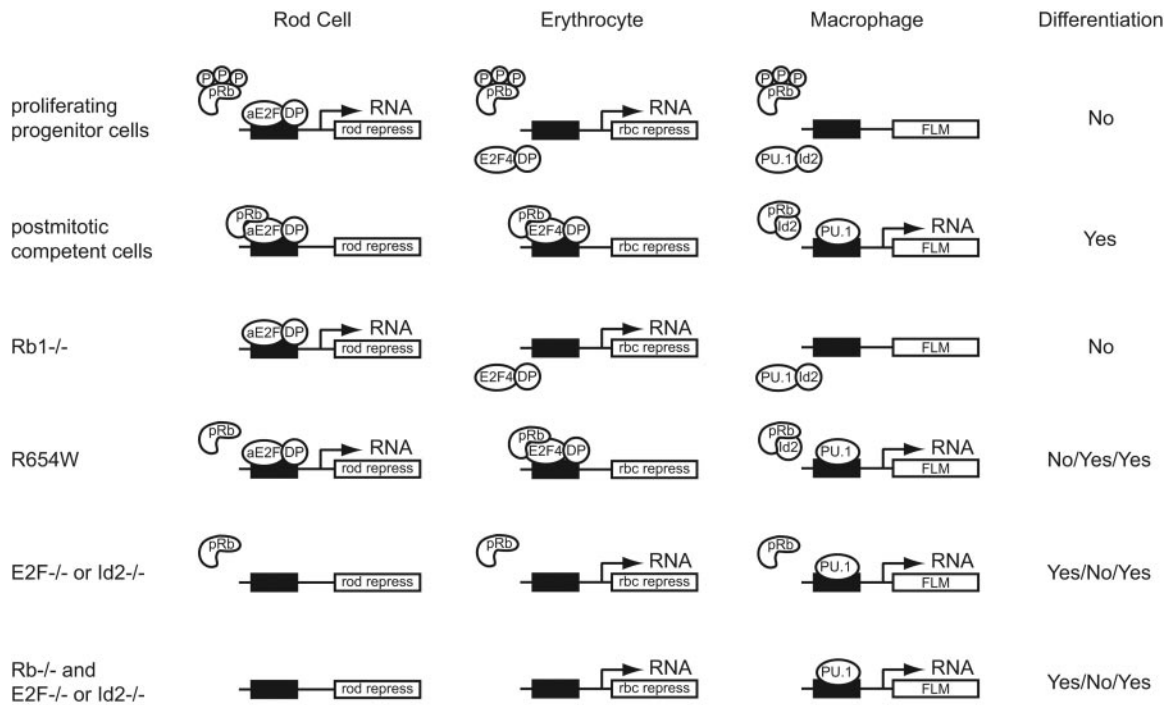 Rod Cell Erythrocyte Macrophage Differentiation
P P P P P P P P P
pRb pRb pRb
proliferating
progenitor cells
aE2F DP RNA rod repress
RNA rbc repress
E2F4 DP
FLM
PU.1 Id2
No
postmitotic
competent cells
pRb aE2F DP rod repress
pRb E2F4 DP rbc repress
pRb Id2 PU.1 RNA FLM
Yes
Rb1-/-
aE2F DP RNA rod repress
RNA rbc repress
E2F4 DP
FLM
PU.1 Id2
No
R654W
pRb aE2F DP RNA rod repress
pRb E2F4 DP rbc repress
pRb Id2 PU.1 RNA FLM
No/Yes/Yes
E2F-/- or Id2-/-
pRb rod repress
pRb RNA rbc repress
pRb PU.1 RNA FLM
Yes/No/Yes
Rb-/- and
E2F-/- or Id2-/-
rod repress
RNA rbc repress
PU.1 RNA FLM
Yes/No/Yes